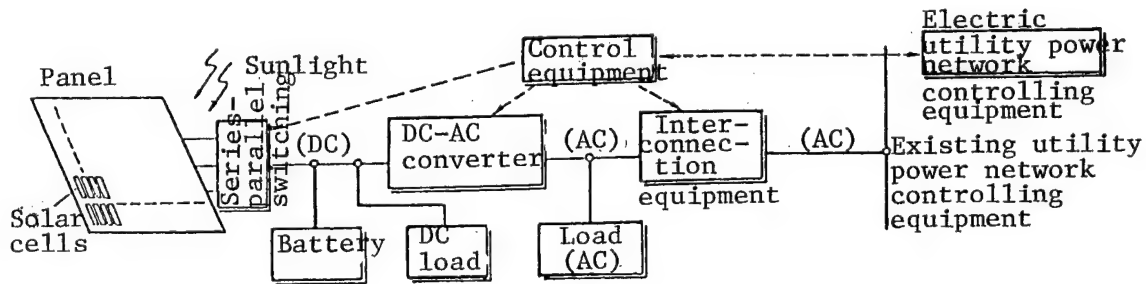 Panel
Sunlight
Solar
cells
Series-
parallel
switching
(DC)
Battery
DC
load
DC-AC
converter
Control
equipment
(AC)
Load
(AC)
Inter-
connec-
tion
equipment
(AC)
Electric
utility power
network
controlling
equipment
Existing utility
power network
controlling
equipment